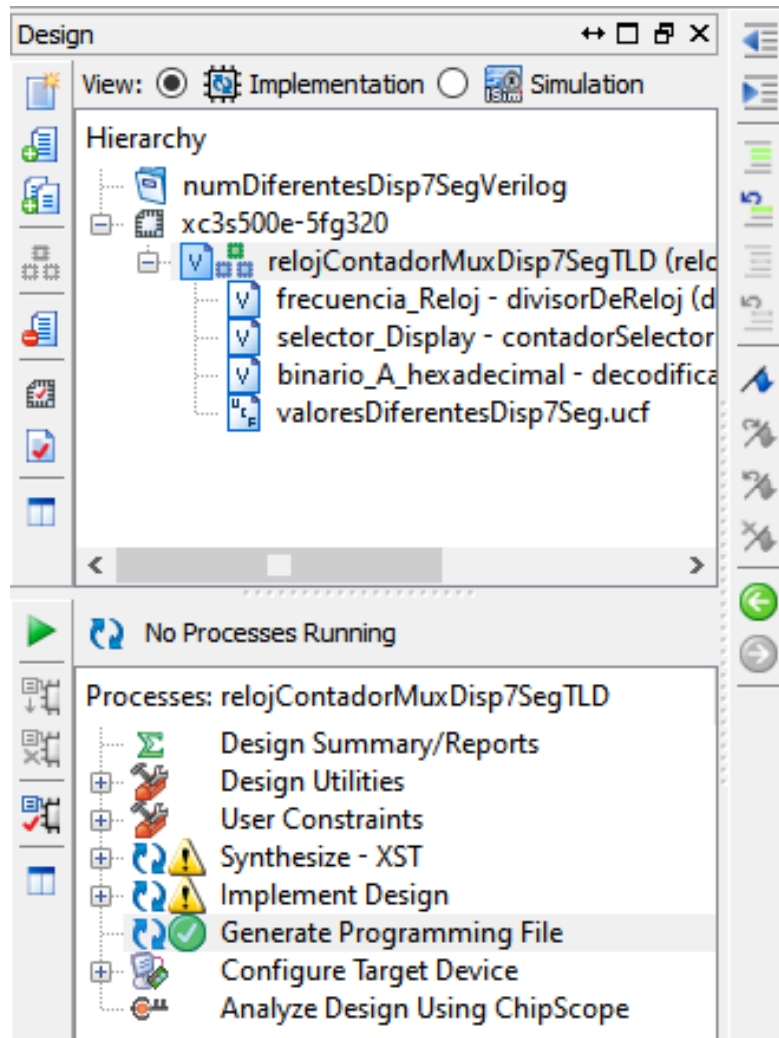 Design
View: Implementation Simulation
Hierarchy
numDiferentesDisp7SegVerilog
xc3s500e-5fg320
relojContadorMuxDisp7SegTLD (relo
frecuencia_Reloj - divisorDeReloj (d
selector_Display - contadorSelector
binario_A_hexadecimal - decodifica
valoresDiferentesDisp7Seg.ucf
No Processes Running
Processes: relojContadorMuxDisp7SegTLD
Design Summary/Reports
Design Utilities
User Constraints
Synthesize - XST
Implement Design
Generate Programming File
Configure Target Device
Analyze Design Using ChipScope